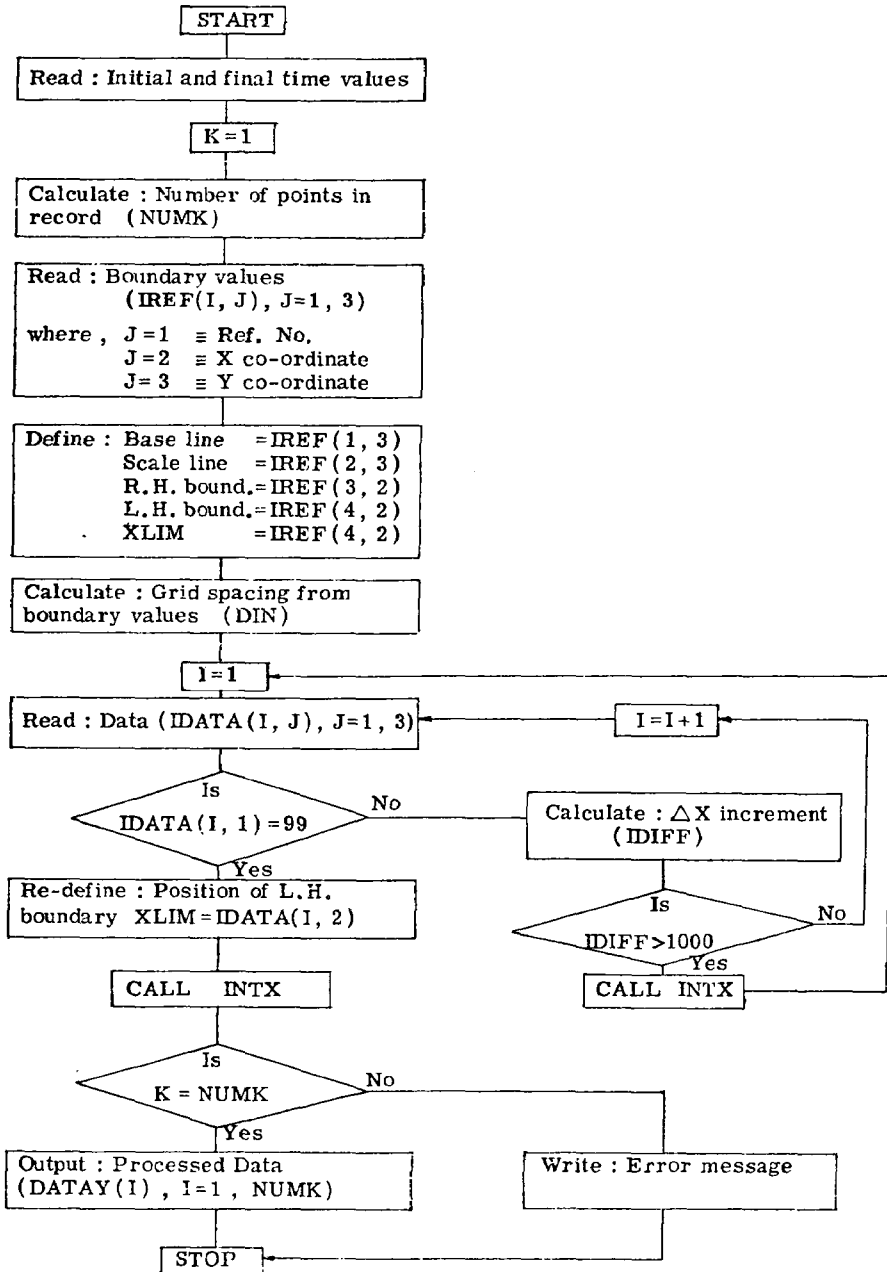 START
Read : Initial and final time values
K=1
Calculate : Number of points in
record (NUMK)
Read : Boundary values
(IREF(I, J), J=1, 3)
where , J=1 ≡ Ref. No.
J=2 ≡ X co-ordinate
J=3 ≡ Y co-ordinate
Define : Base line =IREF(1, 3)
Scale line =IREF(2, 3)
R.H. bound.=IREF(3, 2)
L.H. bound.=IREF(4, 2)
XLIM =IREF(4, 2)
Calculate : Grid spacing from
boundary values (DIN)
I=1
Read : Data (IDATA(I, J), J=1, 3)
I=I+1
Is
IDATA(I, 1)=99
No
Yes
Calculate : △X increment
(IDIFF)
Is
IDIFF>1000
No
Yes
CALL INTX
Re-define : Position of L.H.
boundary XLIM=IDATA(I, 2)
CALL INTX
Is
K = NUMK
No
Yes
Output : Processed Data
(DATAY(I) , I=1 , NUMK)
Write : Error message
STOP